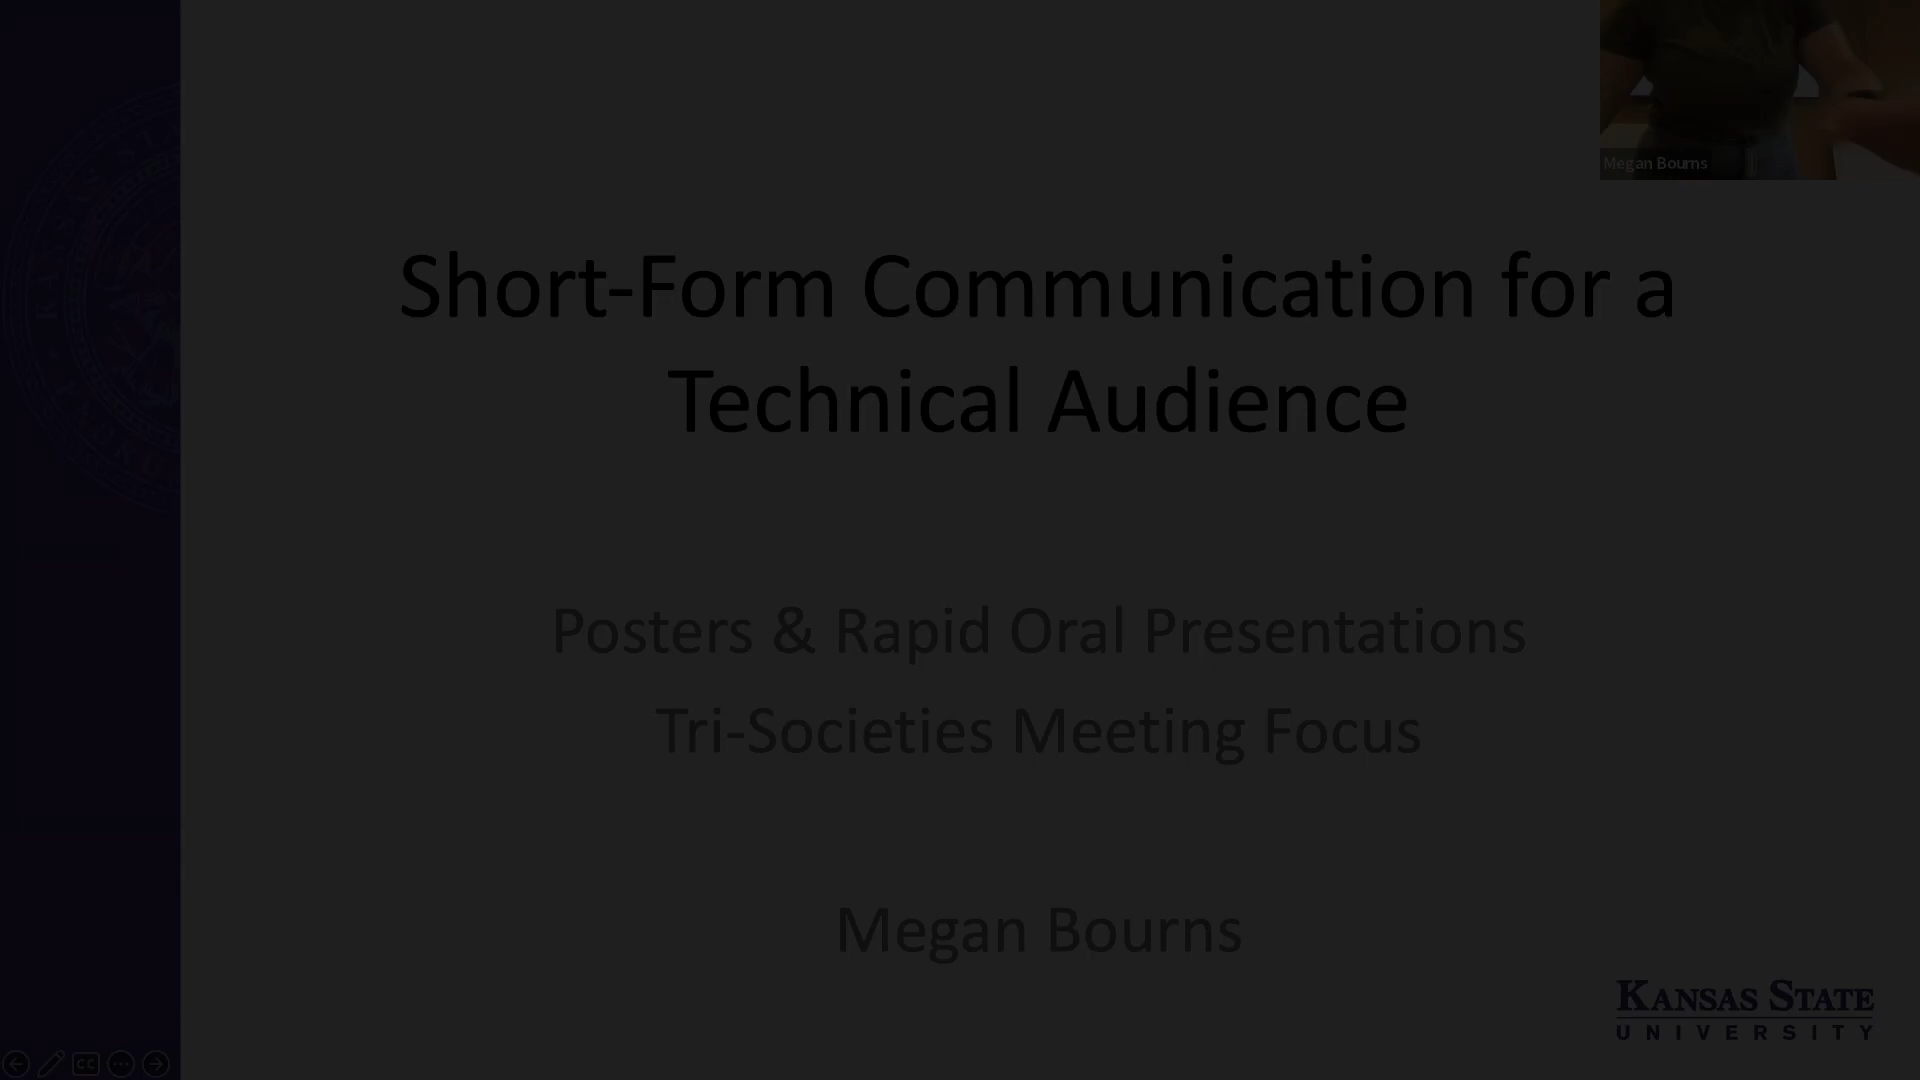 Megan Bourns
Short-Form Communication for a
Technical Audience
Posters & Rapid Oral Presentations
Tri-Societies Meeting Focus
Megan Bourns
KANSAS STATE
UNIVERSITY
CC